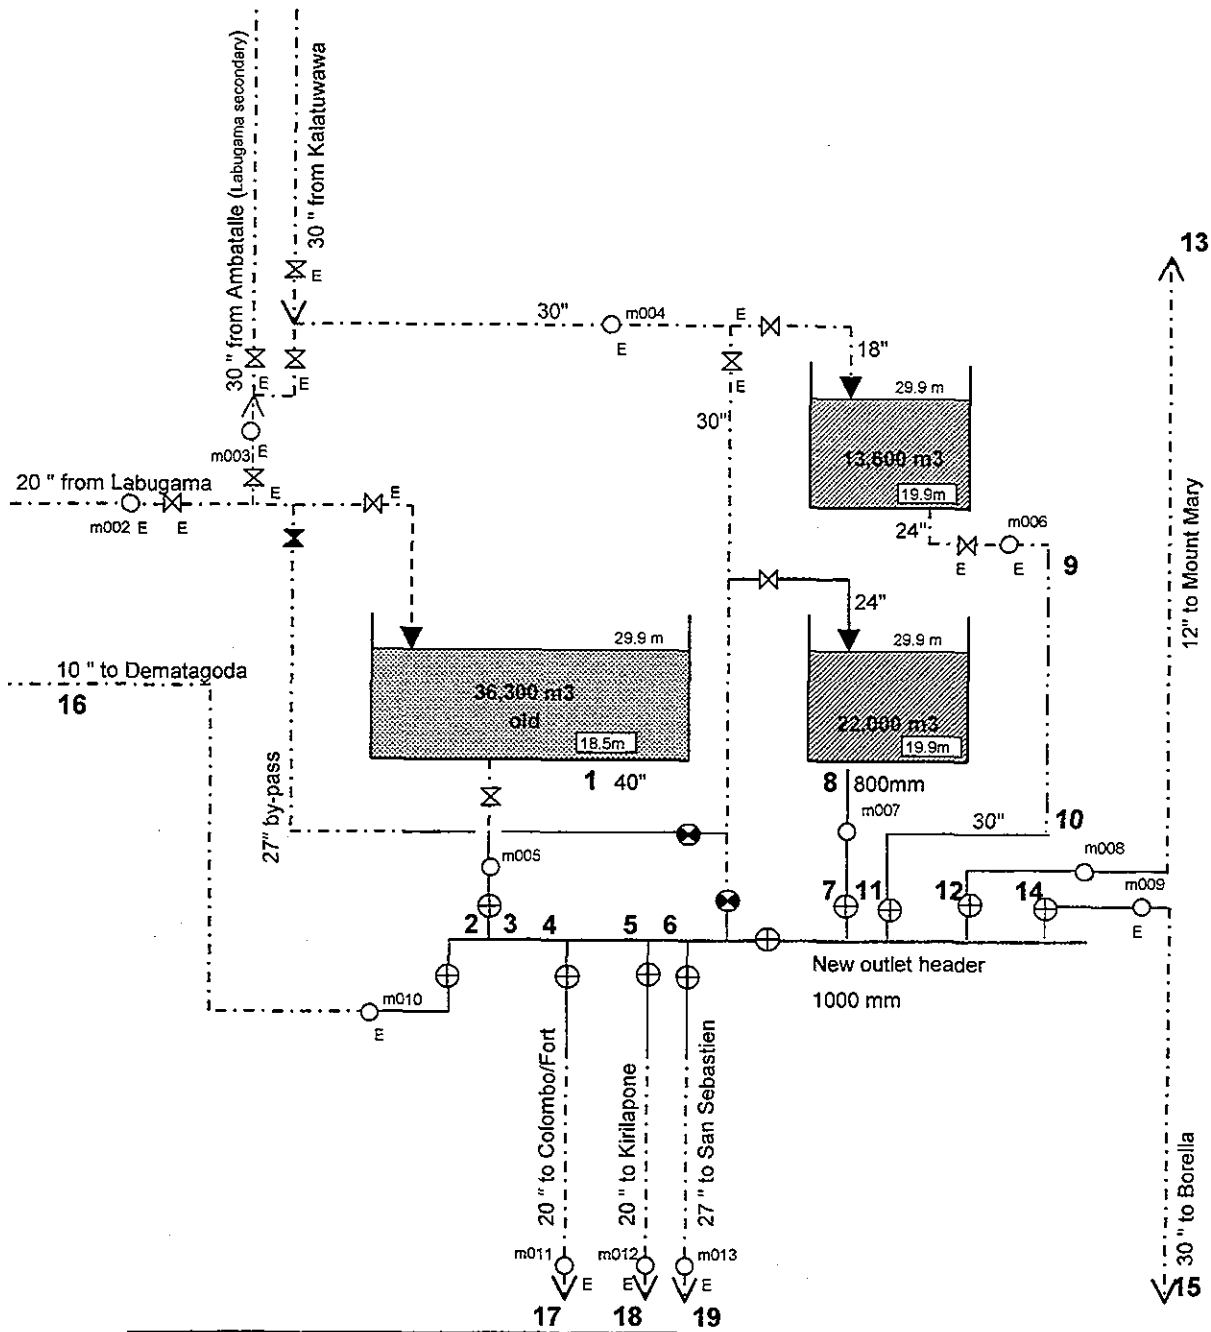 30 " from Ambatalle (Labugama secondary)
30 " from Kalatuwawa
13
E
30"
m004
E
E
18"
29.9 m
E
E
E
30"
13,600 m3
m003
E
19.9m
20 " from Labugama
E
E
m002 E
E
24"
m006
E
E
9
12" to Mount Mary
24"
29.9 m
29.9 m
10 " to Dematagoda
16
36,300 m3
old
18.5m
22,000 m3
19.9m
1 40"
8 800mm
m007
27" by-pass
30"
10
m005
m008
m009
7 11 12 14
E
2 3 4 5 6
New outlet header
1000 mm
m010
E
20 " to Colombo/Fort
20 " to Kirilapone
27 " to San Sebastien
30 " to Borella
m011
m012
m013
E
E
E
17 18 19
15